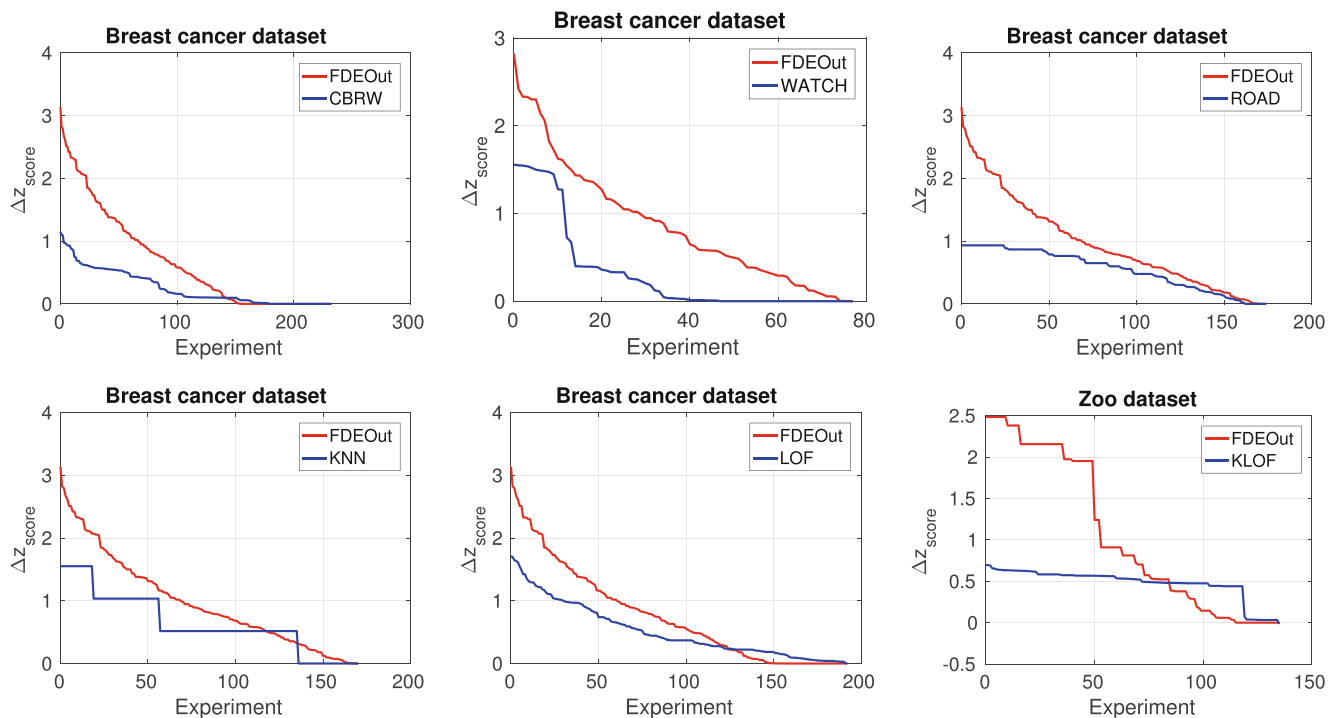 Breast cancer dataset
4
3
2
1
0
Δz_score
FDEOut
CBRW
0 100 200 300
Experiment
Breast cancer dataset
3
2
1
0
Δz_score
FDEOut
WATCH
0 20 40 60 80
Experiment
Breast cancer dataset
4
3
2
1
0
Δz_score
FDEOut
ROAD
0 50 100 150 200
Experiment
Breast cancer dataset
4
3
2
1
0
Δz_score
FDEOut
KNN
0 50 100 150 200
Experiment
Breast cancer dataset
4
3
2
1
0
Δz_score
FDEOut
LOF
0 50 100 150 200
Experiment
Zoo dataset
2.5
2
1.5
1
0.5
0
-0.5
Δz_score
FDEOut
KLOF
0 50 100 150
Experiment